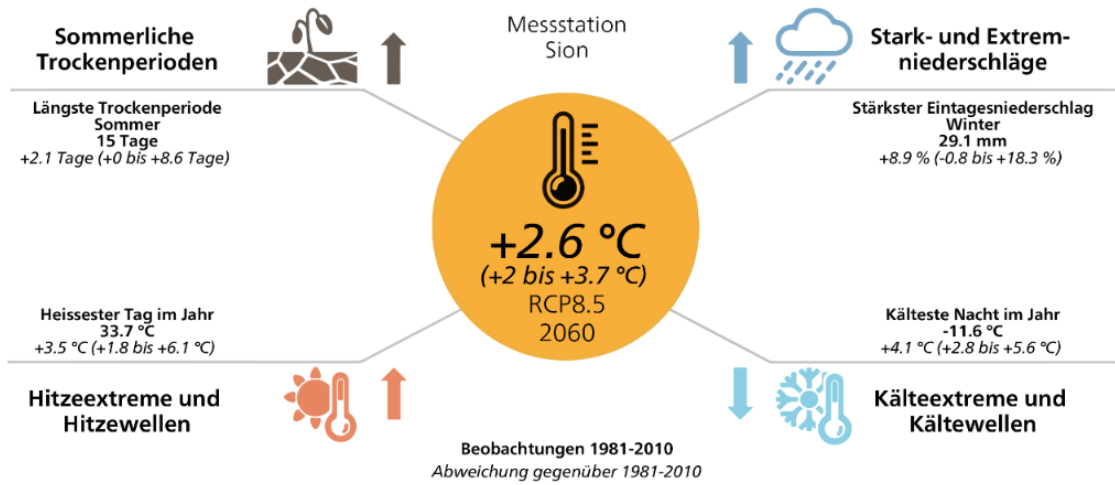 Sommerliche
Trockenperioden
Messstation
Sion
Stark- und Extrem-
niederschläge
Längste Trockenperiode
Sommer
15 Tage
+2.1 Tage (+0 bis +8.6 Tage)
Stärkster Eintagesniederschlag
Winter
29.1 mm
+8.9 % (-0.8 bis +18.3 %)
+2.6 °C
(+2 bis +3.7 °C)
RCP8.5
2060
Heissester Tag im Jahr
33.7 °C
+3.5 °C (+1.8 bis +6.1 °C)
Kälteste Nacht im Jahr
-11.6 °C
+4.1 °C (+2.8 bis +5.6 °C)
Hitzeextreme und
Hitzewellen
Kälteextreme und
Kältewellen
Beobachtungen 1981-2010
Abweichung gegenüber 1981-2010